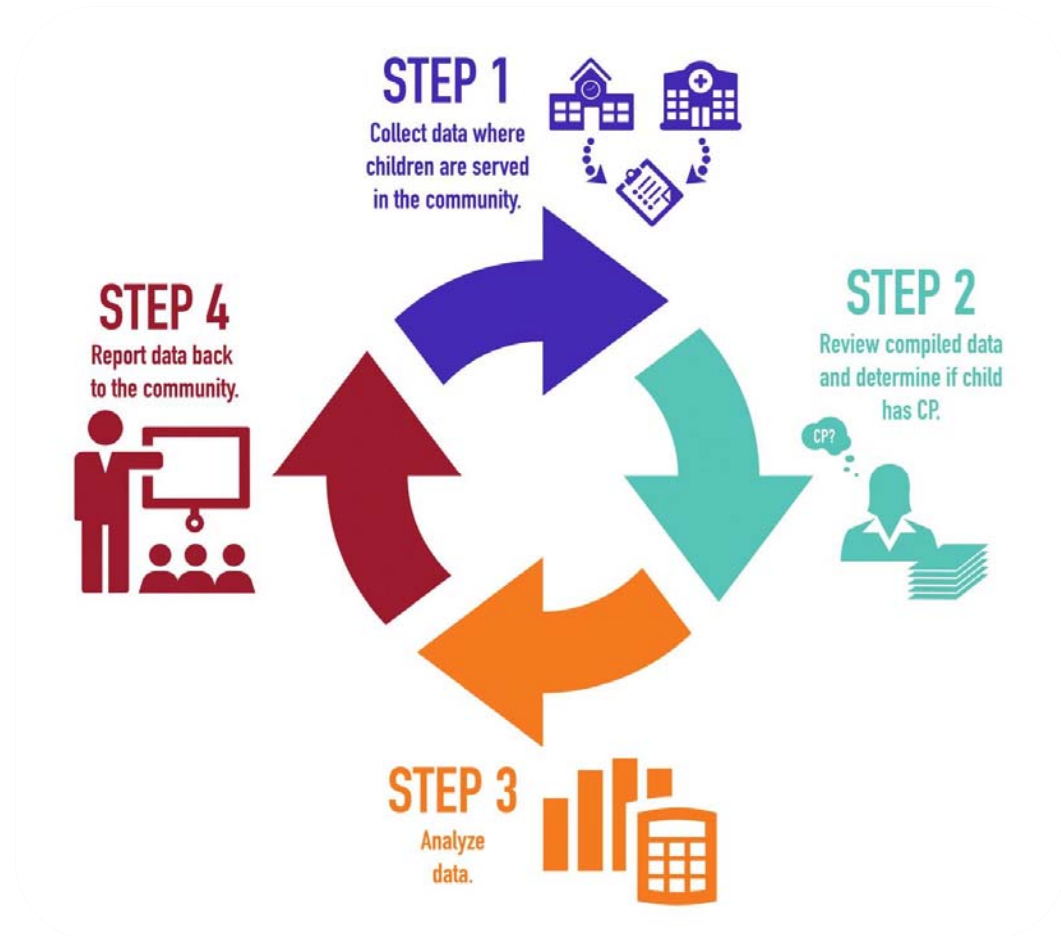 STEP 1
Collect data where
children are served
in the community.
STEP 2
Review compiled data
and determine if child
has CP.
CP?
STEP 3
Analyze
data.
STEP 4
Report data back
to the community.